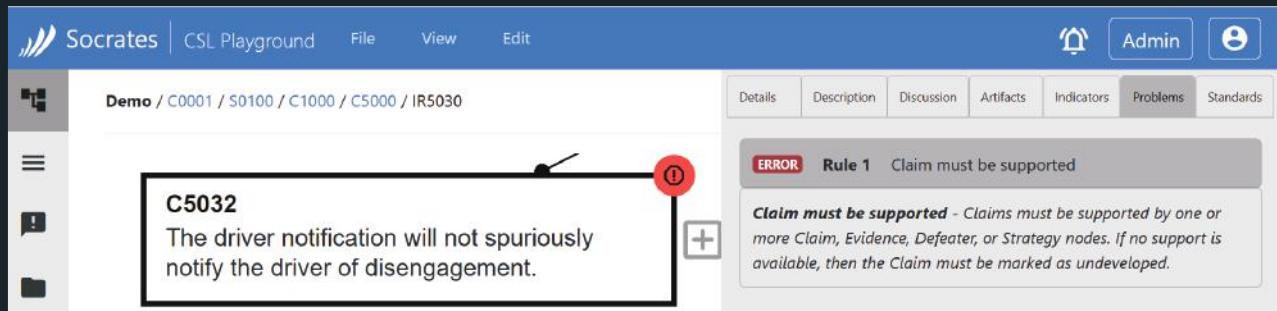 Socrates | CSL Playground File View Edit Admin
Demo / C0001 / S0100 / C1000 / C5000 / IR5030
Details Description Discussion Artifacts Indicators Problems Standards
C5032
The driver notification will not spuriously
notify the driver of disengagement.
ERROR Rule 1 Claim must be supported
Claim must be supported - Claims must be supported by one or
more Claim, Evidence, Defeater, or Strategy nodes. If no support is
available, then the Claim must be marked as undeveloped.